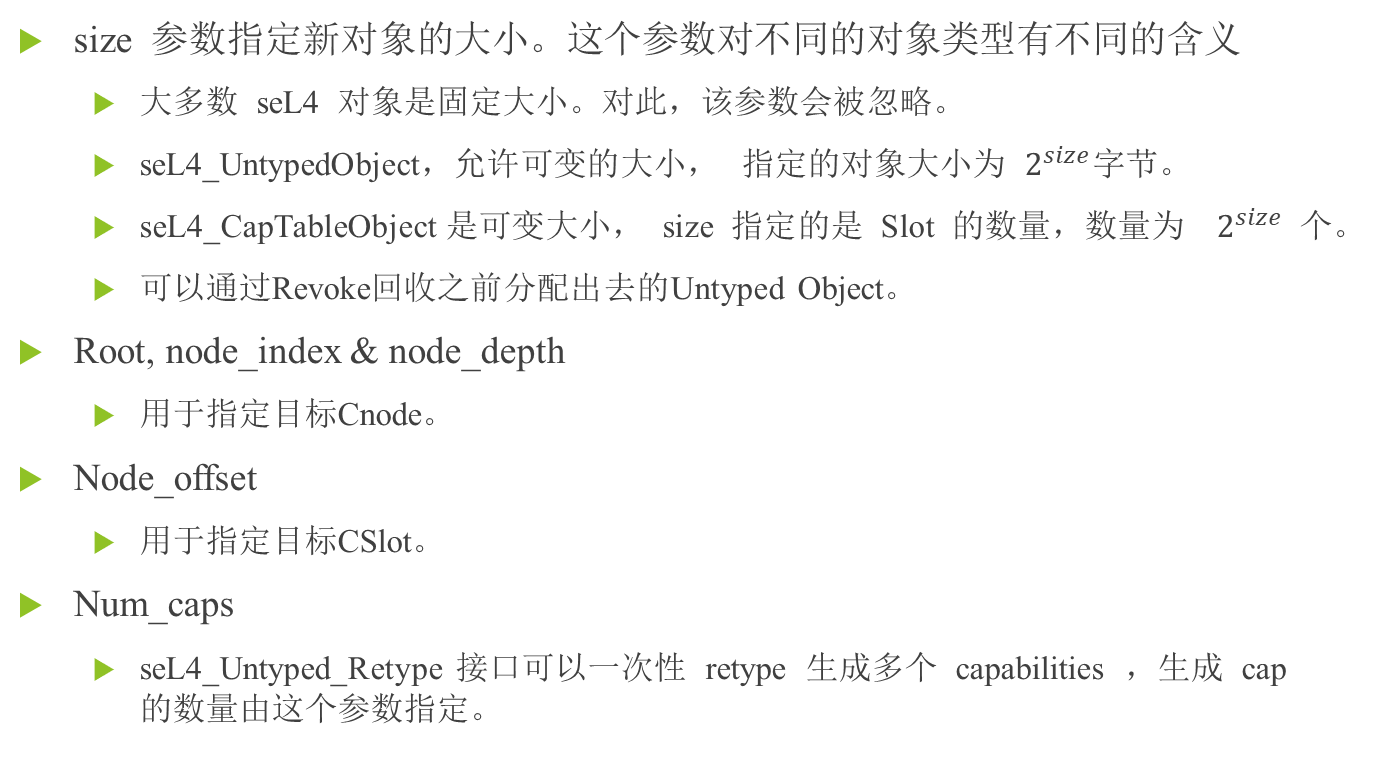 size 参数指定新对象的大小。这个参数对不同的对象类型有不同的含义
大多数 seL4 对象是固定大小。对此，该参数会被忽略。
seL4_UntypedObject，允许可变的大小， 指定的对象大小为 2^size字节。
seL4_CapTableObject 是可变大小， size 指定的是 Slot 的数量，数量为 2^size 个。
可以通过Revoke回收之前分配出去的Untyped Object。
Root, node_index & node_depth
用于指定目标Cnode。
Node_offset
用于指定目标CSlot。
Num_caps
seL4_Untyped_Retype 接口可以一次性 retype 生成多个 capabilities ，生成 cap
的数量由这个参数指定。